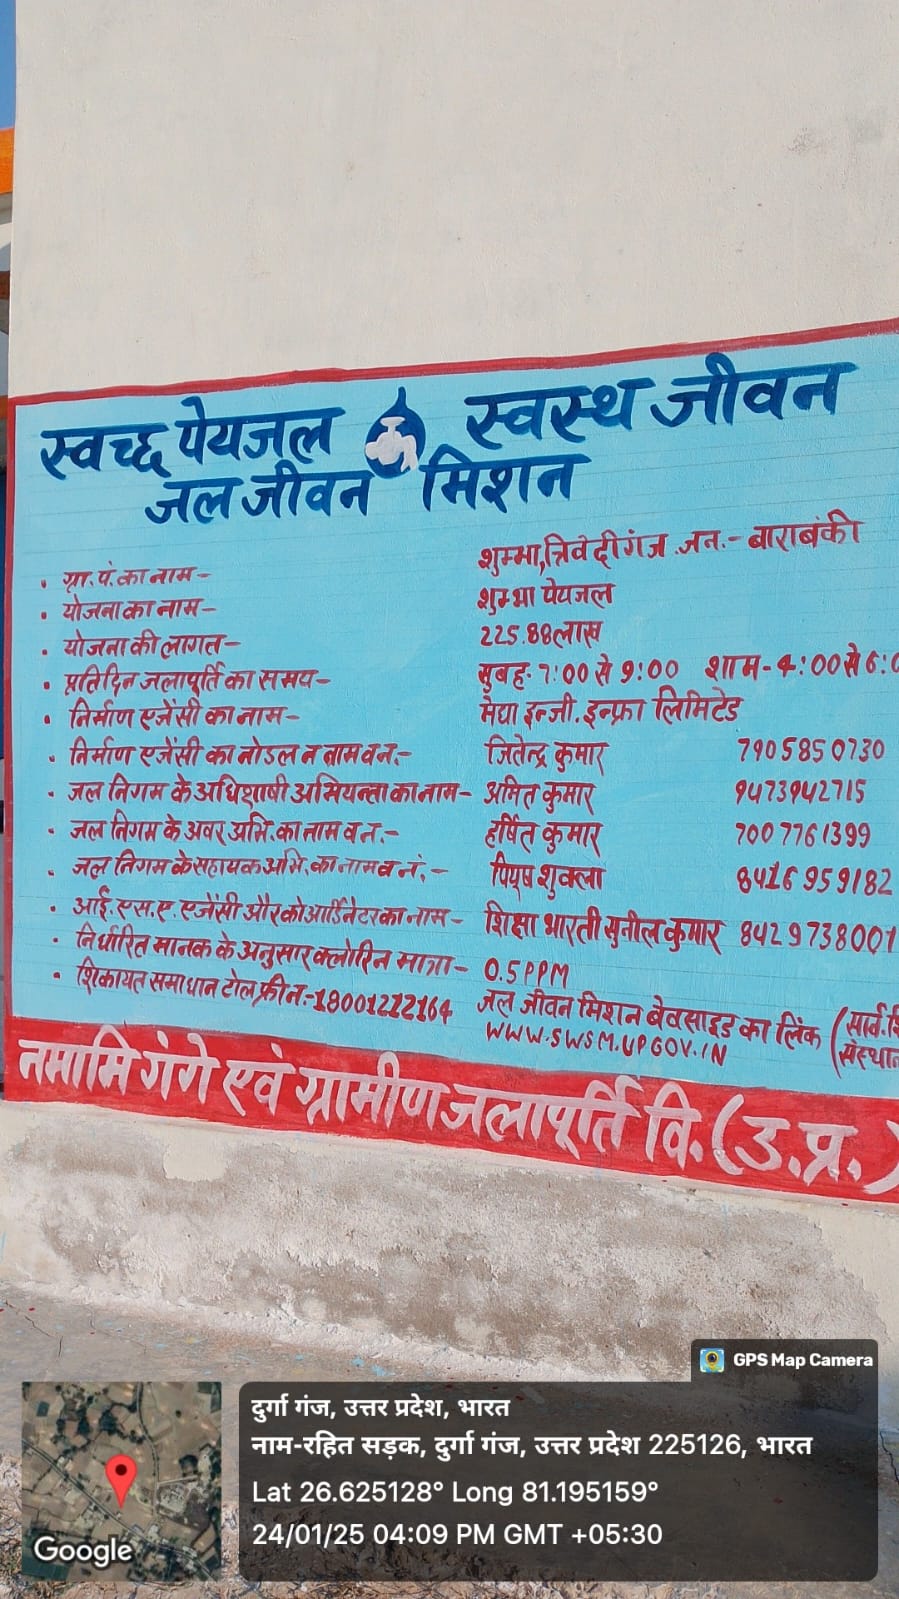 स्वच्छ पेयजल स्वस्थ जीवन
जल जीवन मिशन
• ग्रा.पं. का नाम- शुम्भा, त्रिवेदीगंज जन.- बाराबंकी
• योजना का नाम- शुम्भा पेयजल
• योजना की लागत- 225.88 लाख
• प्रतिदिन जलापूर्ति का समय- सुबह- 7:00 से 9:00 शाम- 4:00 से 6:0
• निर्माण एजेंसी का नाम- मेघा इन्जी. इन्फ्रा लिमिटेड
• निर्माण एजेंसी का नोडल न नाम व न.- जितेन्द्र कुमार 7905850730
• जल निगम के अधिशाषी अभियन्ता का नाम- अमित कुमार 9473942715
• जल निगम के अवर अभि. का नाम व न.- हर्षित कुमार 7007761399
• जल निगम के सहायक अभि. का नाम व नं.- पियूष शुक्ला 8416959182
• आई. एस. ए. एजेंसी और कोआर्डिनेटर का नाम- शिक्षा भारती सुनील कुमार 8429738001
• निर्धारित मानक के अनुसार क्लोरिन मात्रा- 0.5 PPM
• शिकायत समाधान टोल फ्री न.- 18001212164 जल जीवन मिशन बेवसाइड का लिंक (सार्व.
WWW.SWSM.UPGOV.IN संस्थान
नमामि गंगे एवं ग्रामीण जलापूर्ति वि. (उ.प्र.)
GPS Map Camera
दुर्गा गंज, उत्तर प्रदेश, भारत
नाम-रहित सड़क, दुर्गा गंज, उत्तर प्रदेश 225126, भारत
Lat 26.625128° Long 81.195159°
24/01/25 04:09 PM GMT +05:30
Google